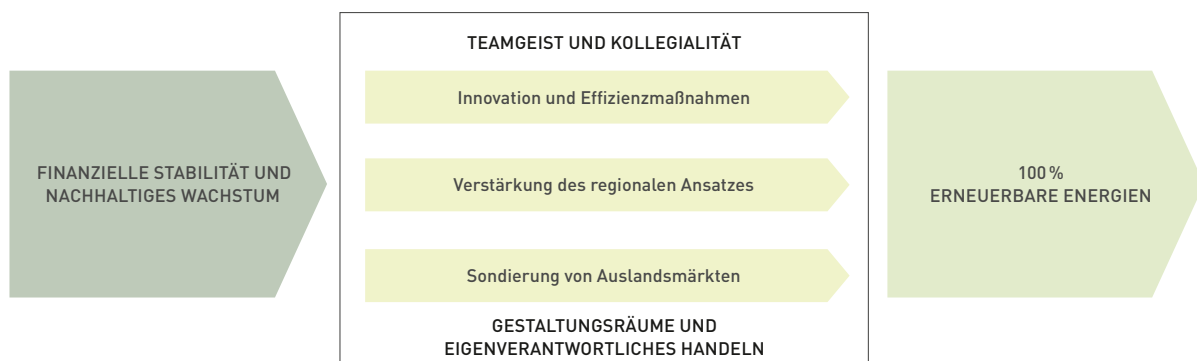 FINANZIELLE STABILITÄT UND
NACHHALTIGES WACHSTUM
TEAMGEIST UND KOLLEGIALITÄT
Innovation und Effizienzmaßnahmen
Verstärkung des regionalen Ansatzes
Sondierung von Auslandsmärkten
GESTALTUNGSRÄUME UND
EIGENVERANTWORTLICHES HANDELN
100 %
ERNEUERBARE ENERGIEN